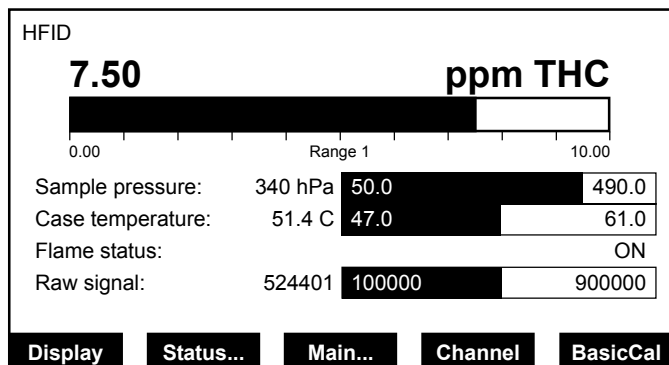 HFID
7.50 ppm THC
0.00 Range 1 10.00
Sample pressure: 340 hPa 50.0 490.0
Case temperature: 51.4 C 47.0 61.0
Flame status: ON
Raw signal: 524401 100000 900000
Display Status... Main... Channel BasicCal